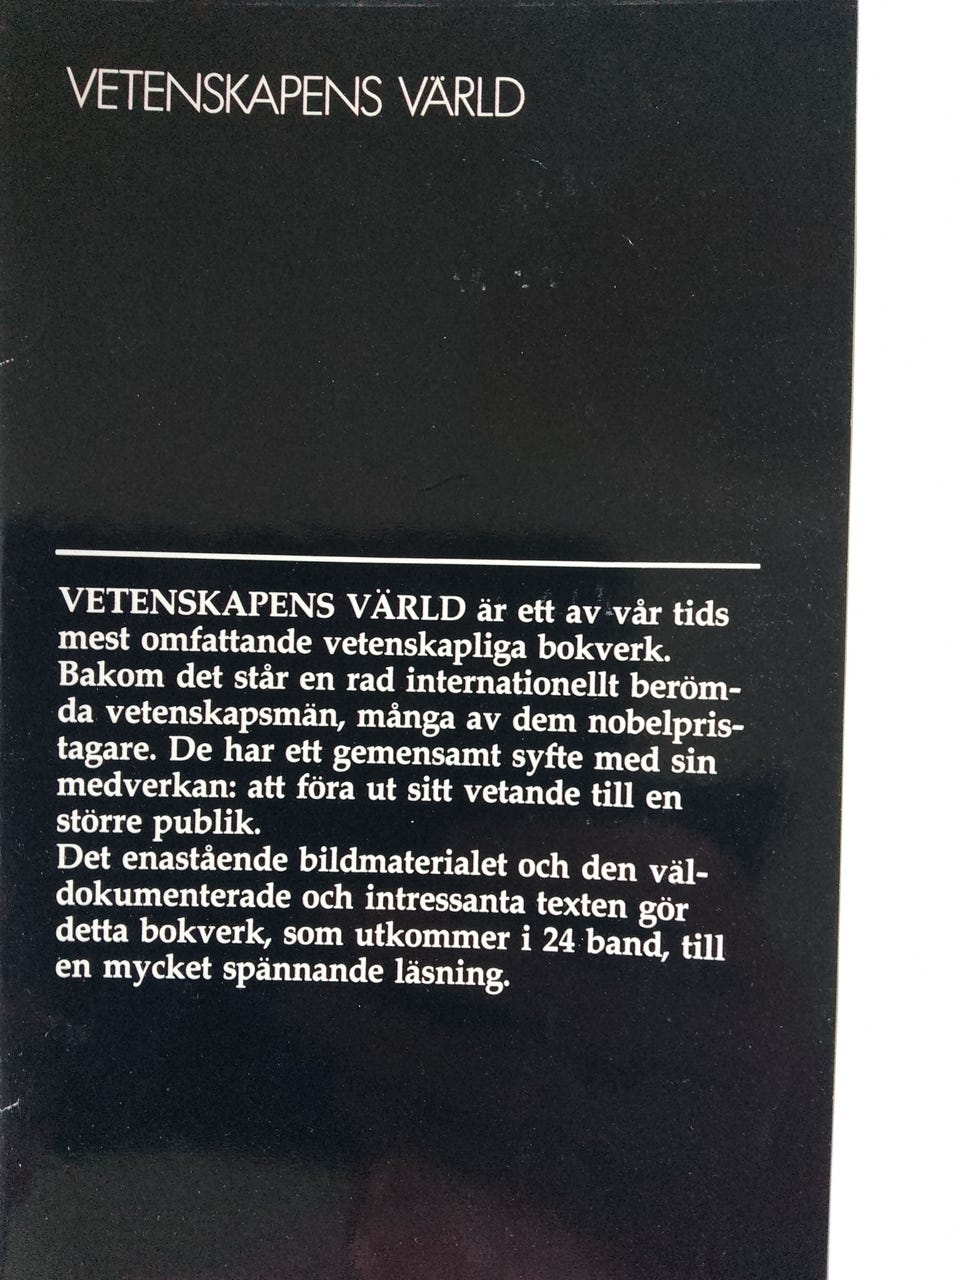 VETENSKAPENS VÄRLD
VETENSKAPENS VÄRLD är ett av vår tids
mest omfattande vetenskapliga bokverk.
Bakom det står en rad internationellt beröm-
da vetenskapsmän, många av dem nobelpris-
tagare. De har ett gemensamt syfte med sin
medverkan: att föra ut sitt vetande till en
större publik.
Det enastående bildmaterialet och den väl-
dokumenterade och intressanta texten gör
detta bokverk, som utkommer i 24 band, till
en mycket spännande läsning.